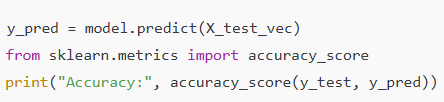 y_pred = model.predict(X_test_vec)
from sklearn.metrics import accuracy_score
print("Accuracy:", accuracy_score(y_test, y_pred))